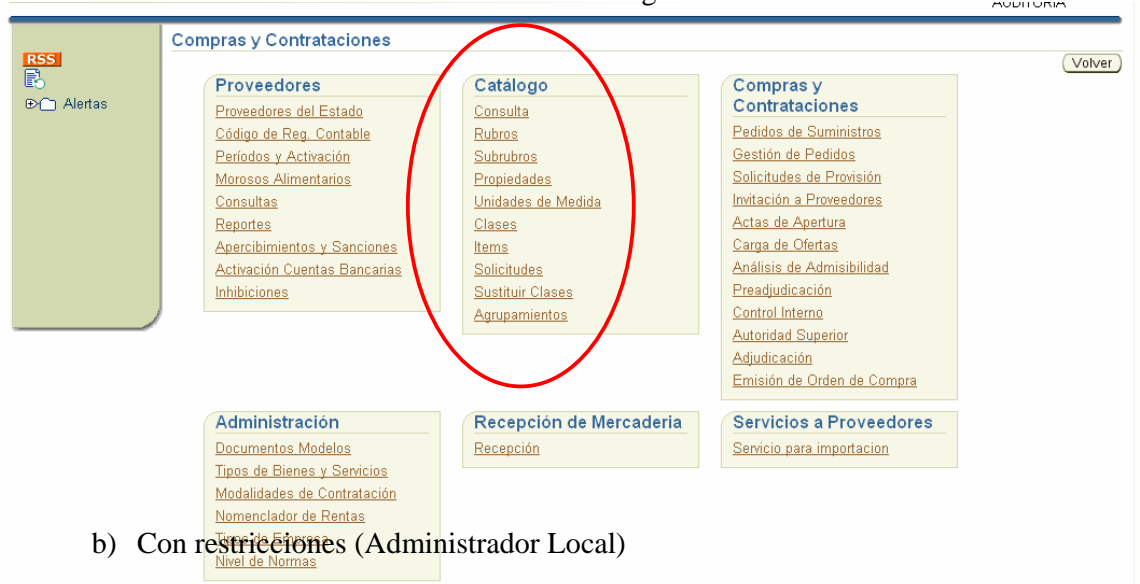 AUDITORIA
Compras y Contrataciones
RSS
Volver
Alertas
Proveedores
Proveedores del Estado
Código de Reg. Contable
Períodos y Activación
Morosos Alimentarios
Consultas
Reportes
Apercibimientos y Sanciones
Activación Cuentas Bancarias
Inhibiciones
Catálogo
Consulta
Rubros
Subrubros
Propiedades
Unidades de Medida
Clases
Items
Solicitudes
Sustituir Clases
Agrupamientos
Compras y
Contrataciones
Pedidos de Suministros
Gestión de Pedidos
Solicitudes de Provisión
Invitación a Proveedores
Actas de Apertura
Carga de Ofertas
Análisis de Admisibilidad
Preadjudicación
Control Interno
Autoridad Superior
Adjudicación
Emisión de Orden de Compra
Administración
Documentos Modelos
Tipos de Bienes y Servicios
Modalidades de Contratación
Nomenclador de Rentas
Tipos de Empresa
Nivel de Normas
Recepción de Mercaderia
Recepción
Servicios a Proveedores
Servicio para importacion
b) Con restricciones (Administrador Local)